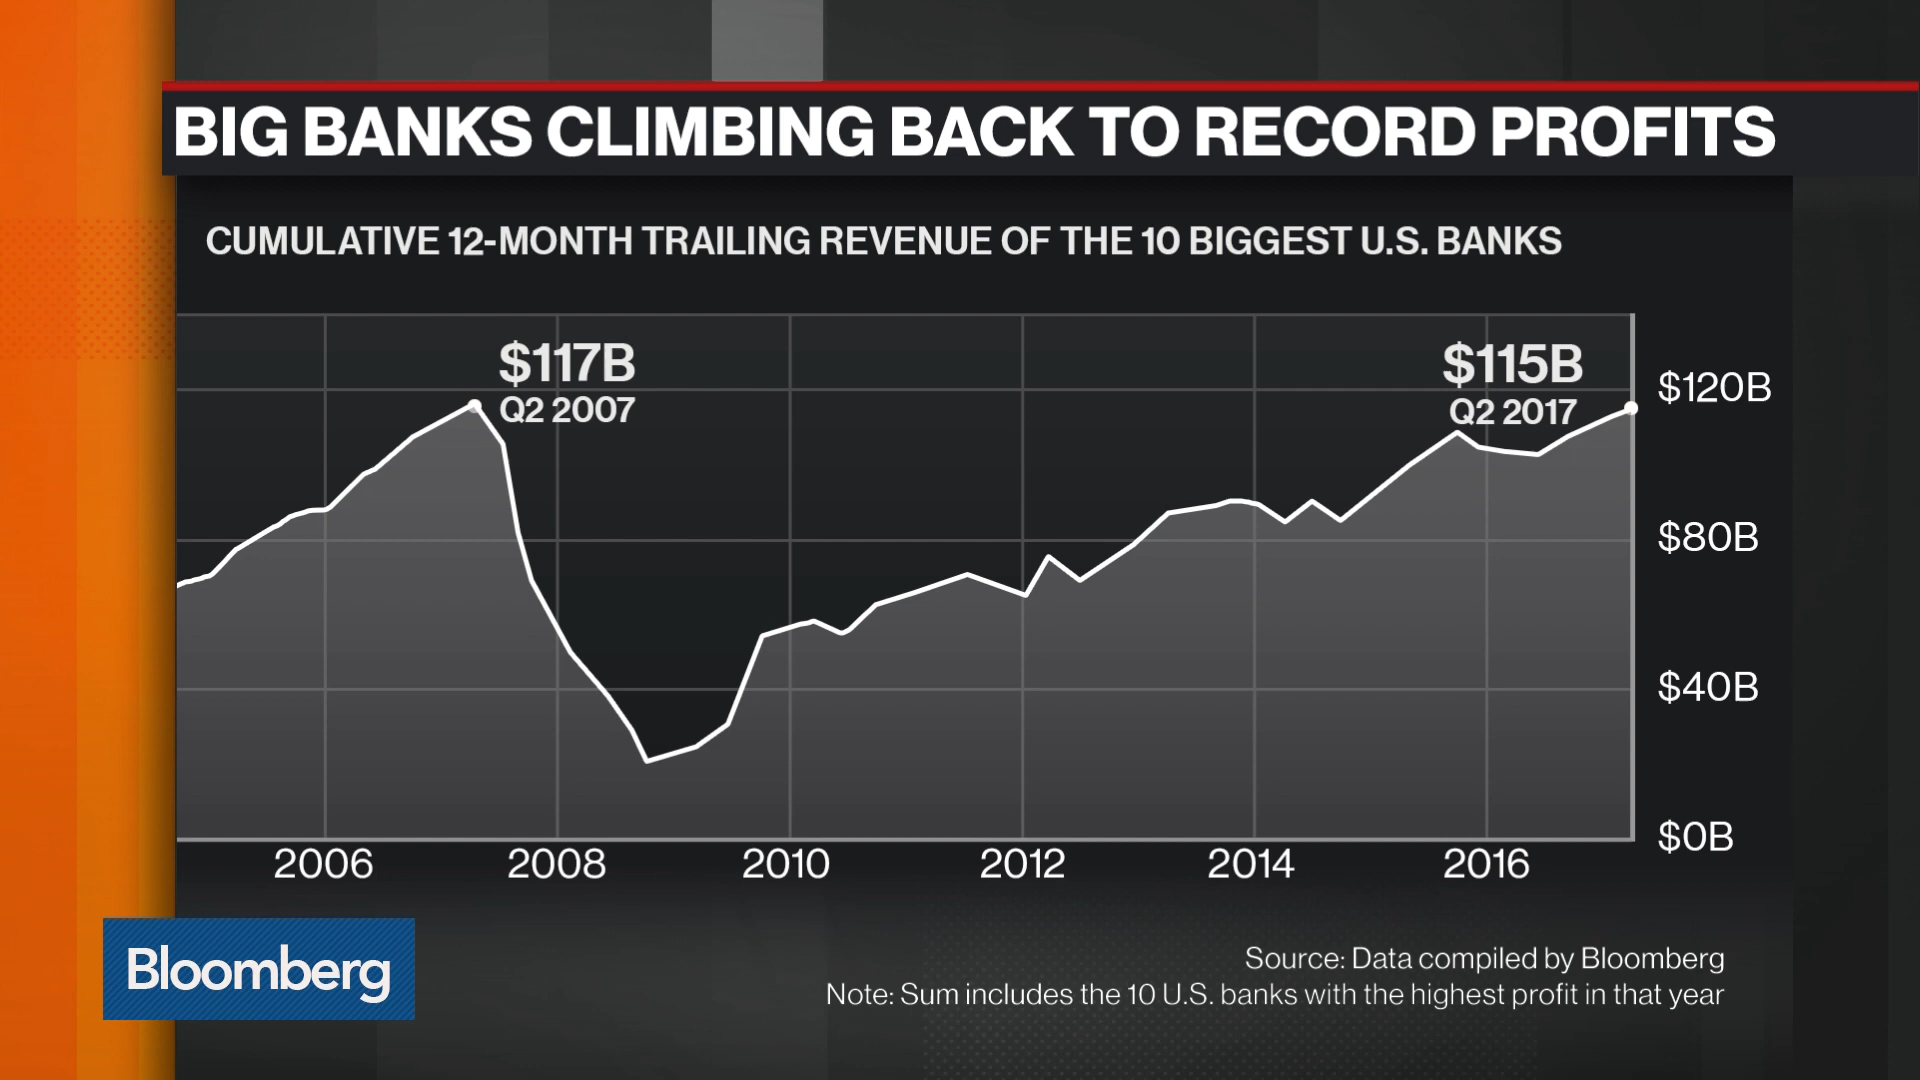 BIG BANKS CLIMBING BACK TO RECORD PROFITS
CUMULATIVE 12-MONTH TRAILING REVENUE OF THE 10 BIGGEST U.S. BANKS
$117B
Q2 2007
$115B
Q2 2017
$120B
$80B
$40B
$0B
2006 2008 2010 2012 2014 2016
Bloomberg
Source: Data compiled by Bloomberg
Note: Sum includes the 10 U.S. banks with the highest profit in that year